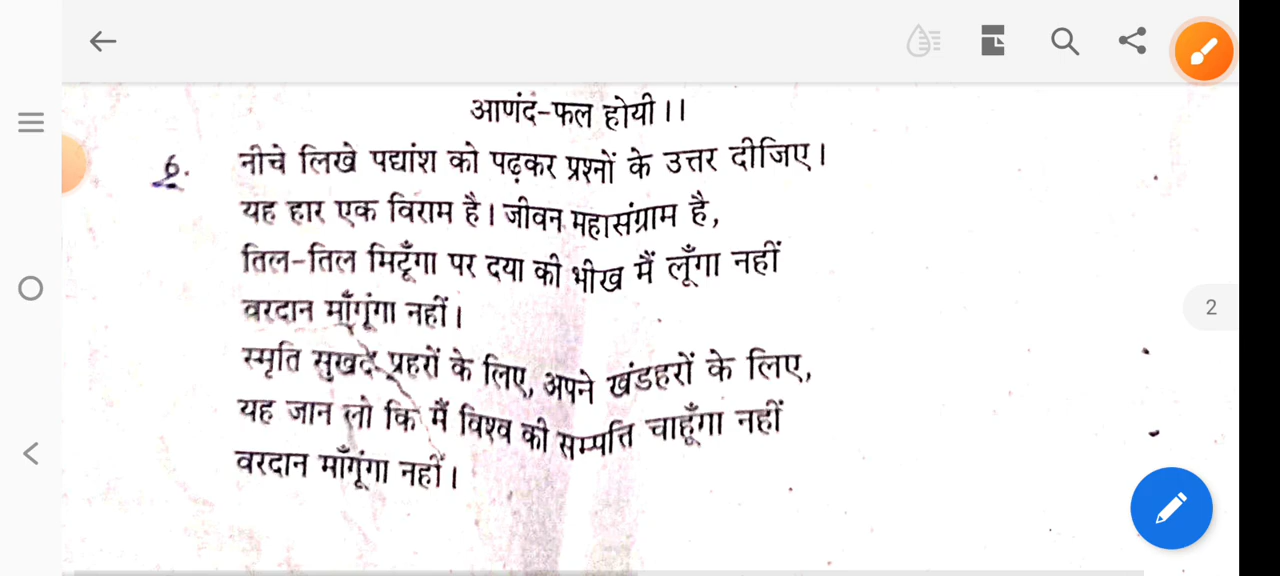 आणंद-फल होयी।।
6. नीचे लिखे पद्यांश को पढ़कर प्रश्नों के उत्तर दीजिए।
यह हार एक विराम है। जीवन महासंग्राम है,
तिल-तिल मिटूँगा पर दया की भीख मैं लूँगा नहीं
वरदान माँगूंगा नहीं।
स्मृति सुखदे प्रहरों के लिए, अपने खंडहरों के लिए,
यह जान लो कि मैं विश्व की सम्पत्ति चाहूँगा नहीं
वरदान माँगूंगा नहीं।
2